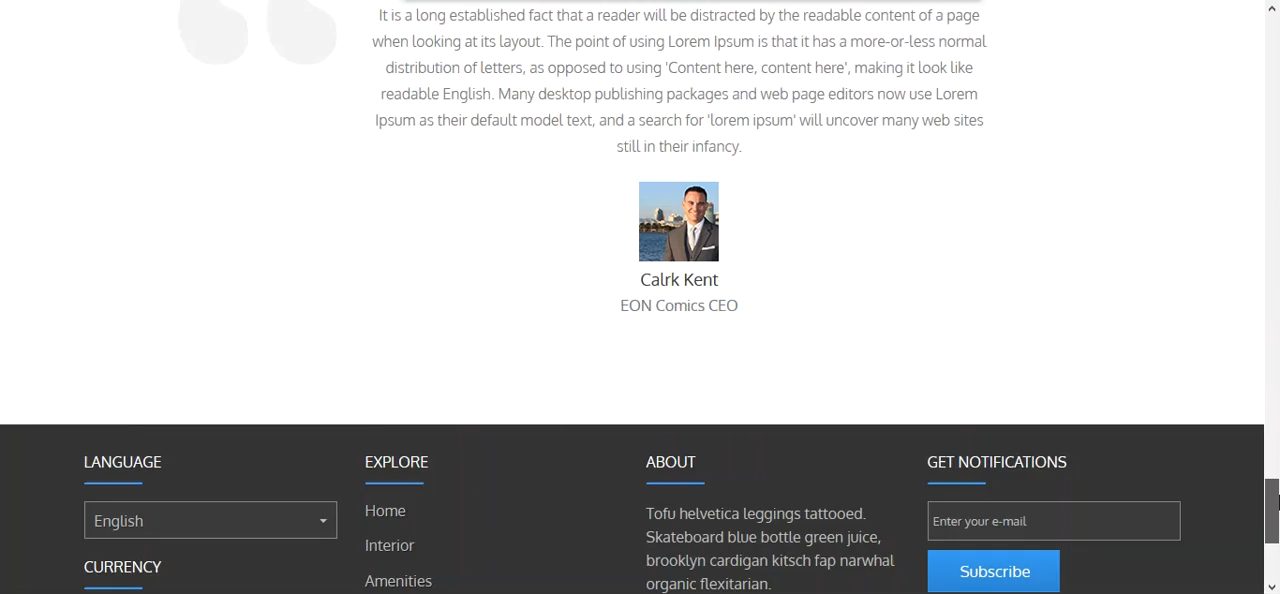 It is a long established fact that a reader will be distracted by the readable content of a page
when looking at its layout. The point of using Lorem Ipsum is that it has a more-or-less normal
distribution of letters, as opposed to using 'Content here, content here', making it look like
readable English. Many desktop publishing packages and web page editors now use Lorem
Ipsum as their default model text, and a search for 'lorem ipsum' will uncover many web sites
still in their infancy.
Calrk Kent
EON Comics CEO
LANGUAGE
English
CURRENCY
EXPLORE
Home
Interior
Amenities
ABOUT
Tofu helvetica leggings tattooed.
Skateboard blue bottle green juice,
brooklyn cardigan kitsch fap narwhal
organic flexitarian.
GET NOTIFICATIONS
Enter your e-mail
Subscribe